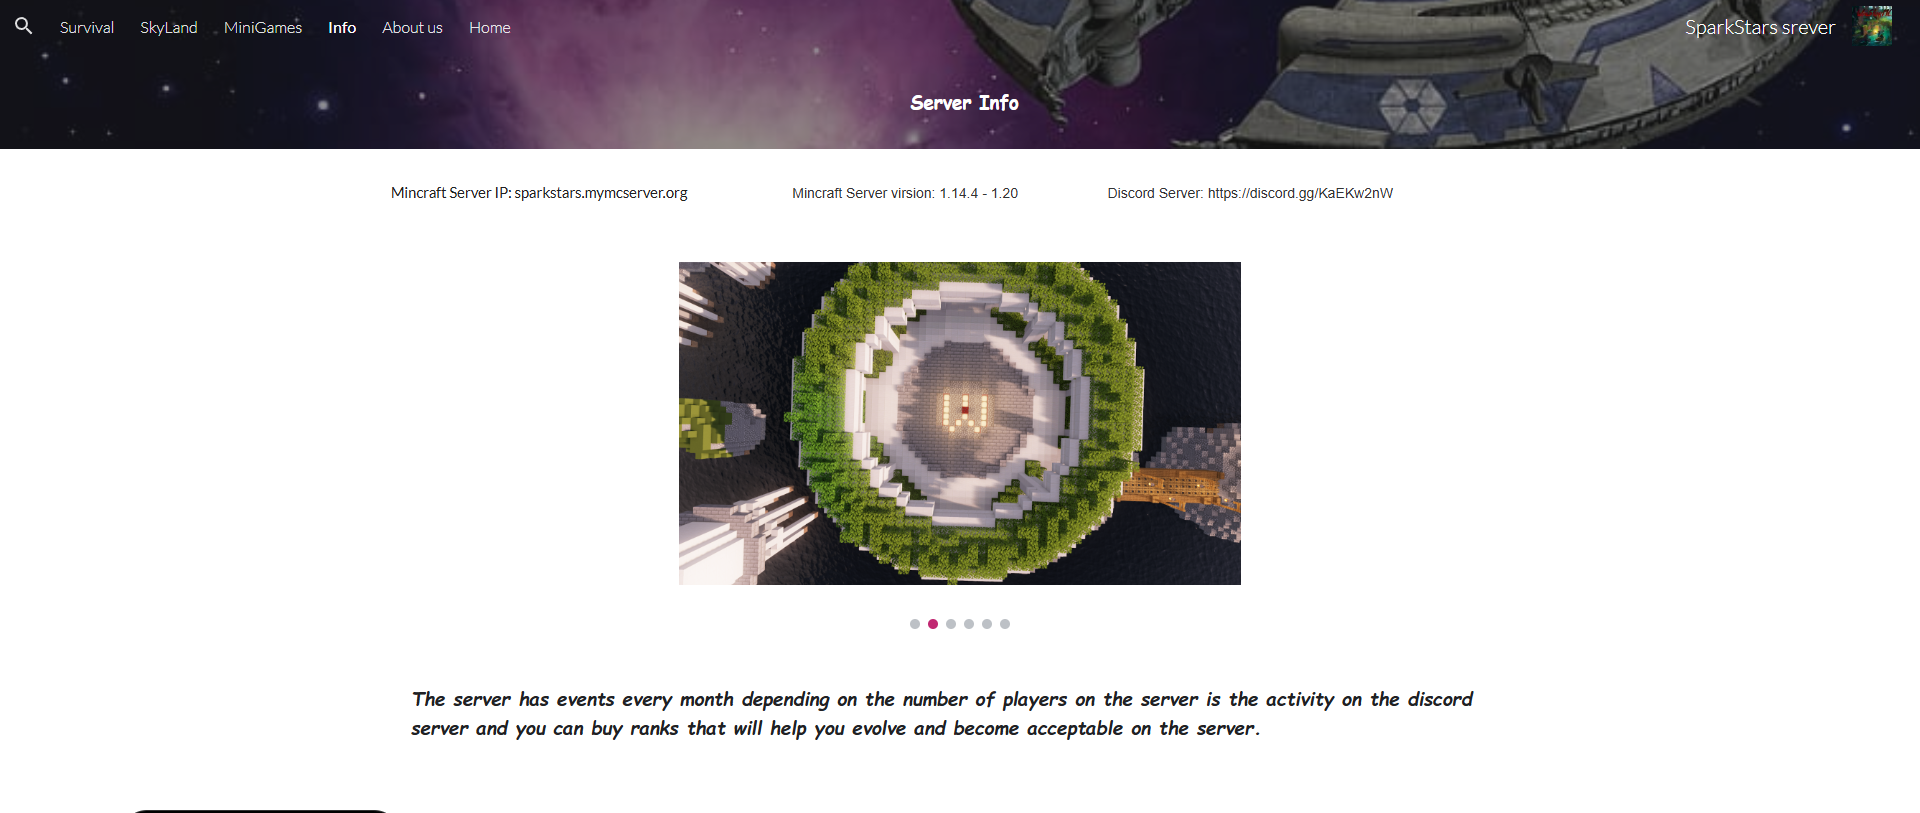 Survival SkyLand MiniGames Info About us Home SparkStars srever
Server Info
Mincraft Server IP: sparkstars.mymcserver.org Mincraft Server virsion: 1.14.4 - 1.20 Discord Server: https://discord.gg/KaEKw2nW
The server has events every month depending on the number of players on the server is the activity on the discord
server and you can buy ranks that will help you evolve and become acceptable on the server.